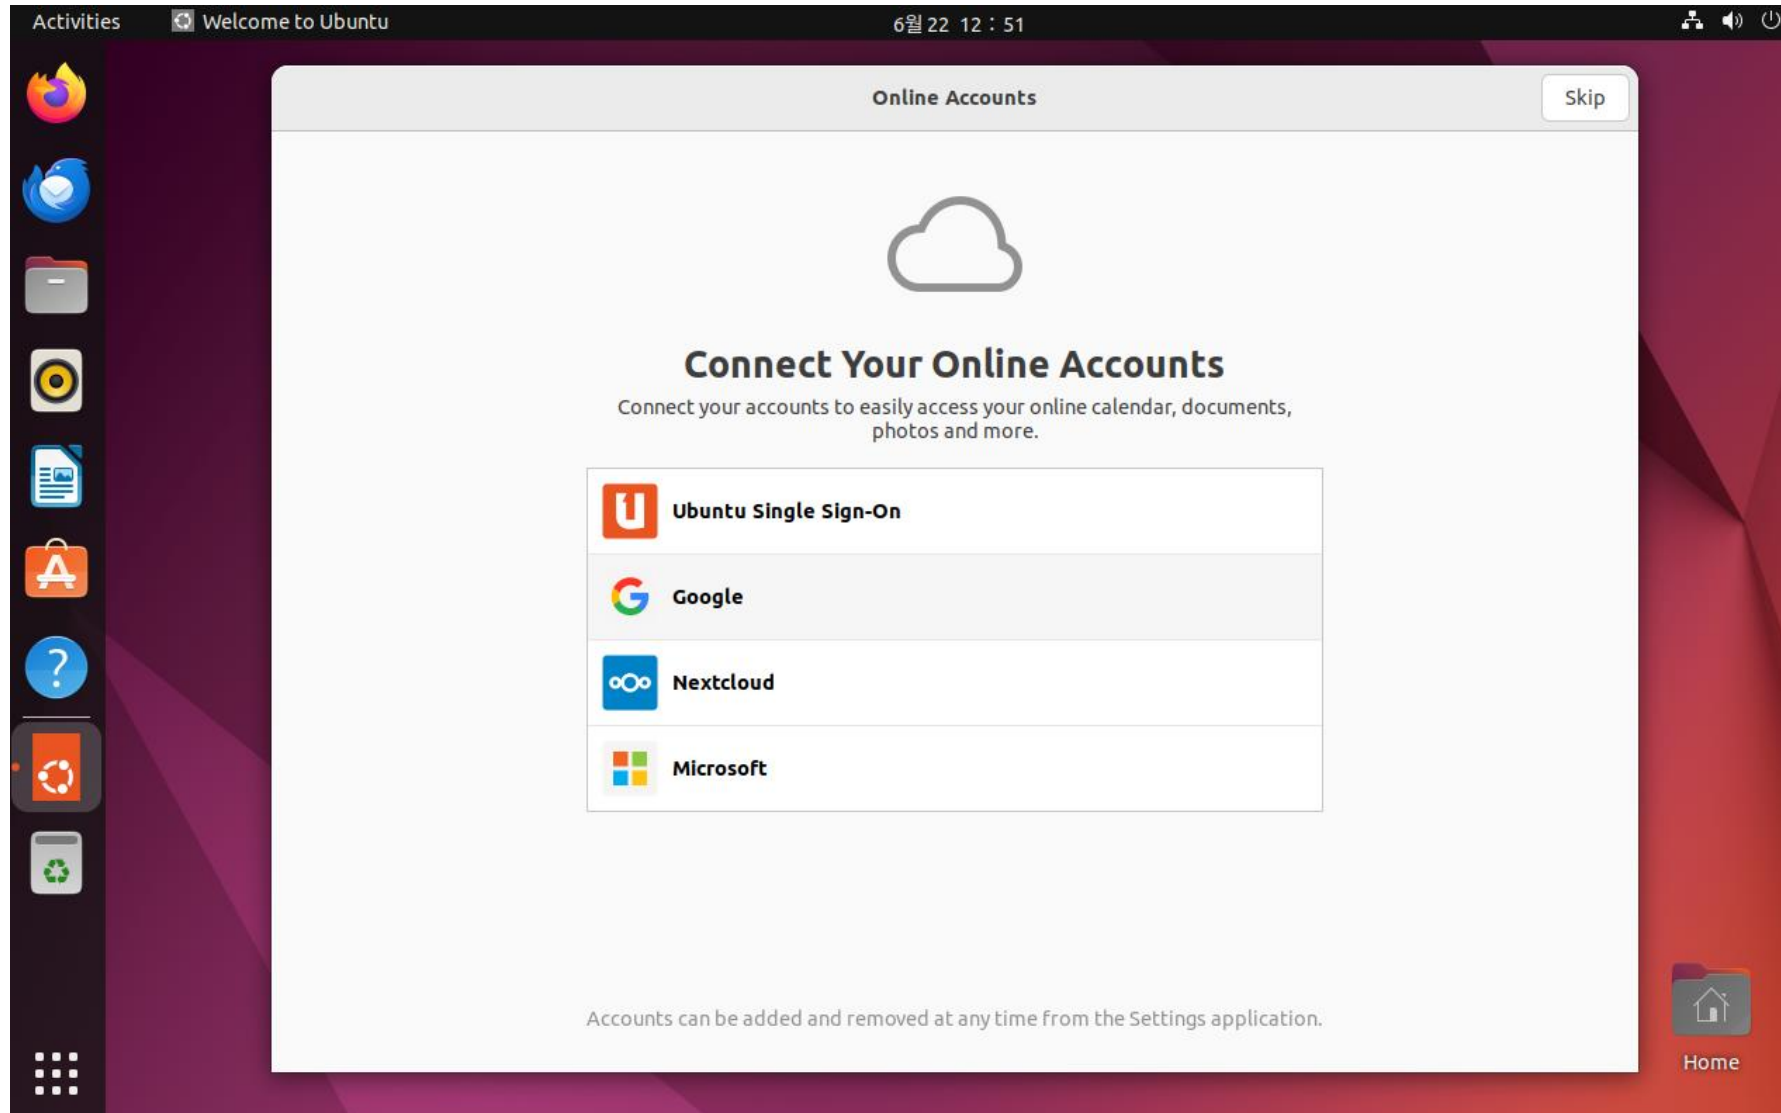 Activities
Welcome to Ubuntu
6월 22 12 : 51
Online Accounts
Skip
Connect Your Online Accounts
Connect your accounts to easily access your online calendar, documents,
photos and more.
Ubuntu Single Sign-On
Google
Nextcloud
Microsoft
Accounts can be added and removed at any time from the Settings application.
Home